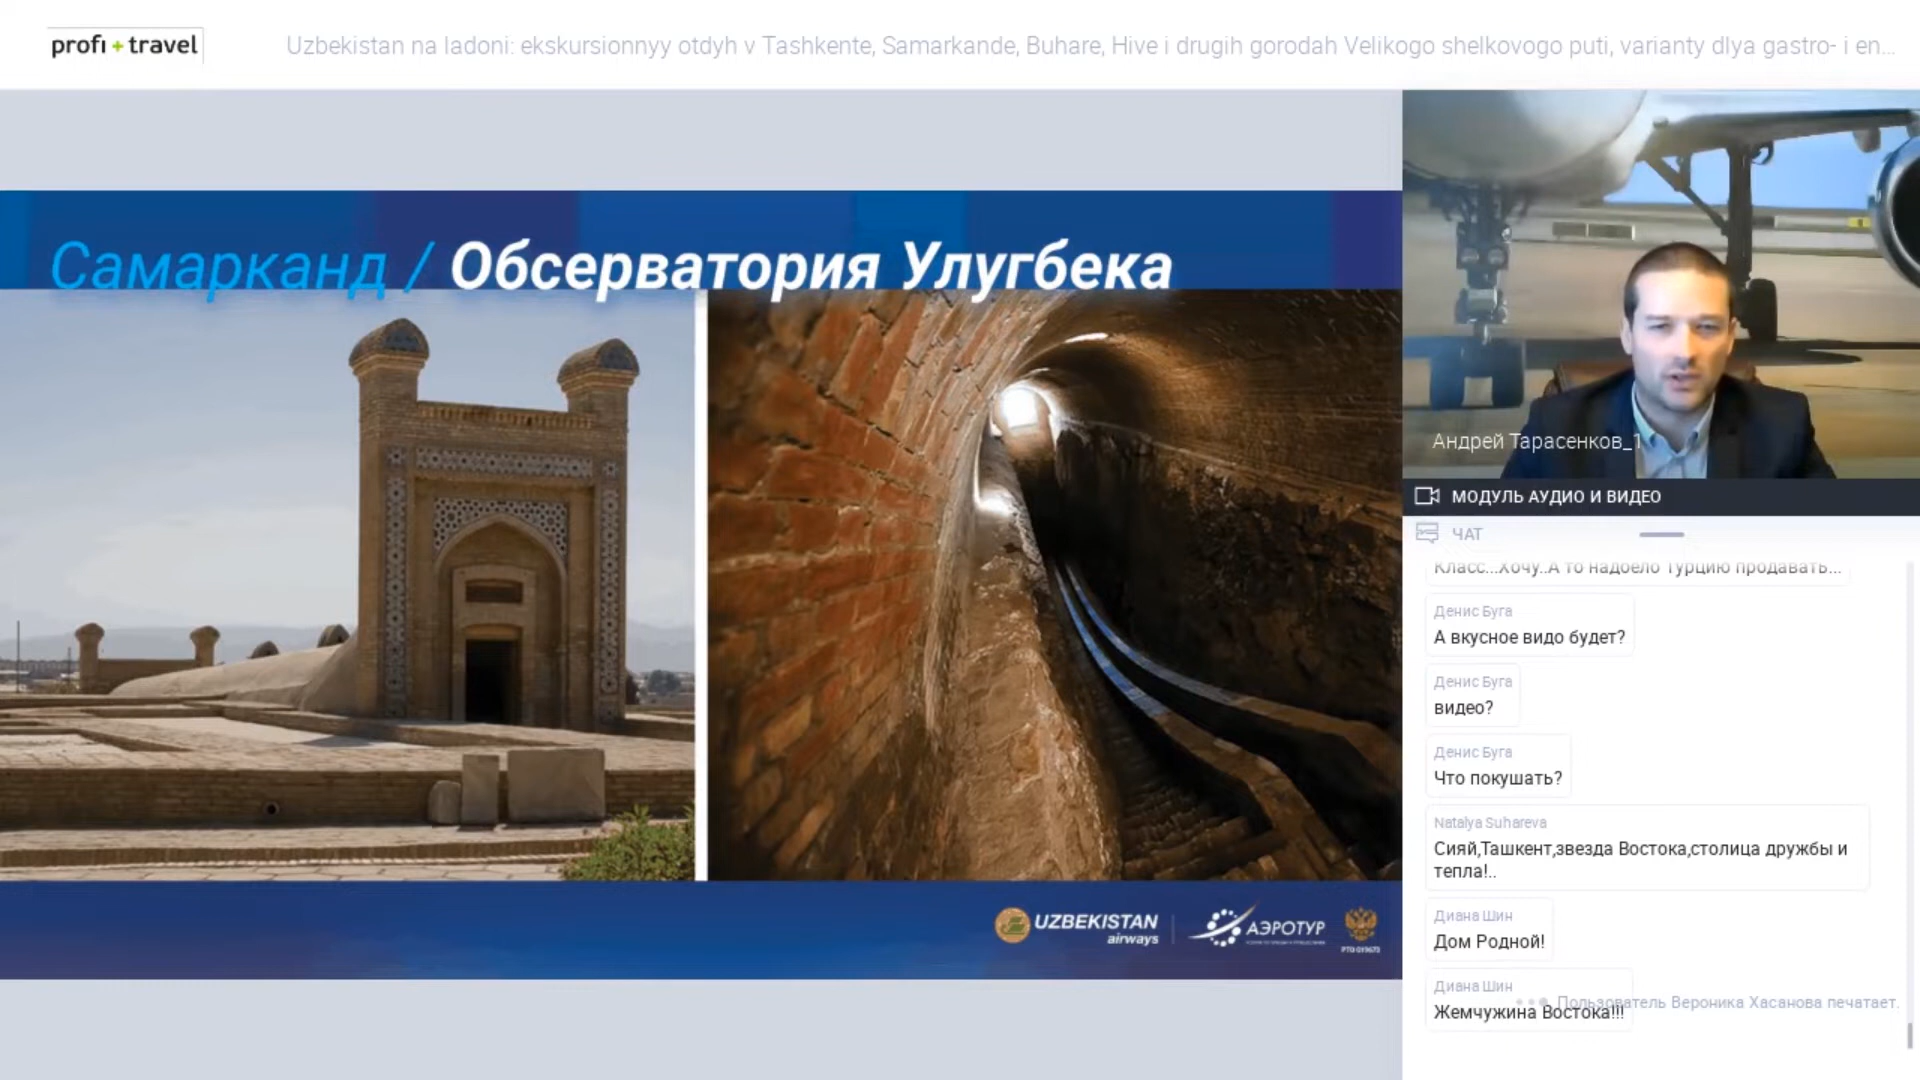 profi + travel
Uzbekistan na ladoni: ekskursionnyy otdyh v Tashkente, Samarkande, Buhare, Hive i drugih gorodah Velikogo shelkovogo puti, varianty dlya gastro- i en...
Самарканд / Обсерватория Улугбека
UZBEKISTAN
airways
АЭРОТУР
Андрей Тарасенков_1
МОДУЛЬ АУДИО И ВИДЕО
ЧАТ
Класс...Хочу..А то надоело Турцию продавать...
Денис Буга
А вкусное видо будет?
Денис Буга
видео?
Денис Буга
Что покушать?
Natalya Suhareva
Сияй,Ташкент,звезда Востока,столица дружбы и
тепла!..
Диана Шин
Дом Родной!
Диана Шин
Пользователь Вероника Хасанова печатает.
Жемчужина Востока!!!